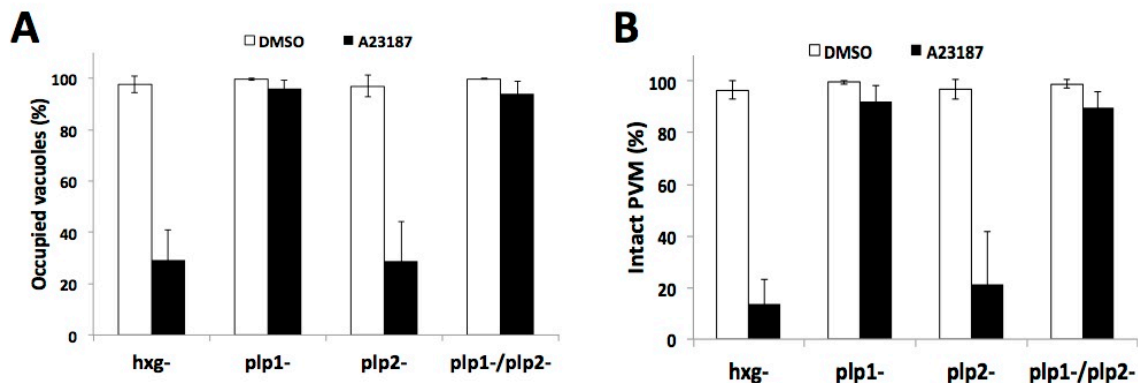 A
DMSO A23187
Occupied vacuoles (%)
100
80
60
40
20
0
hxg- plp1- plp2- plp1-/plp2-
B
DMSO A23187
Intact PVM (%)
100
80
60
40
20
0
hxg- plp1- plp2- plp1-/plp2-